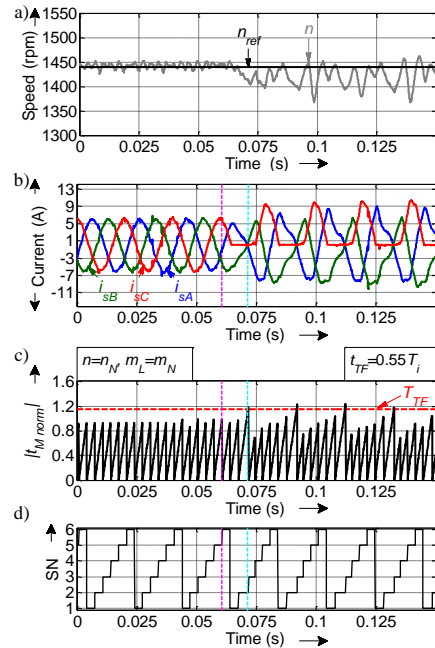 a)
Speed (rpm)
1500
1450
1400
1350
1300
n_ref
n
0 0.025 0.05 0.075 0.1 0.125
Time (s)
b)
Current (A)
13
9
5
1
-3
-7
-11
i_sB i_sC i_sA
0 0.025 0.05 0.075 0.1 0.125
Time (s)
c)
n=n_N, m_L=m_N
t_TF=0.55T_i
|t_M norm|
1.6
1.2
0.8
0.4
0
T_TF
0 0.025 0.05 0.075 0.1 0.125
Time (s)
d)
SN
6
5
4
3
2
1
0 0.025 0.05 0.075 0.1 0.125
Time (s)